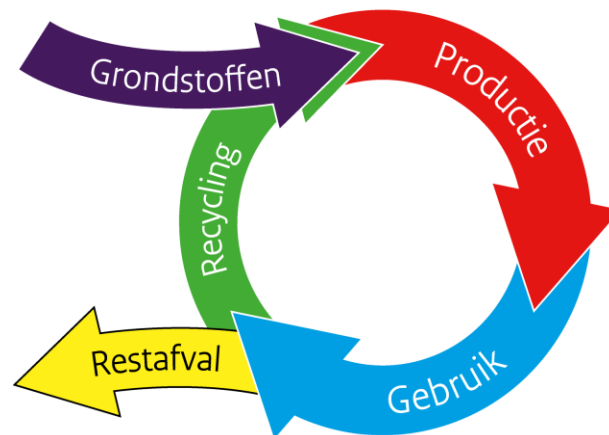 Grondstoffen
Productie
Recycling
Restafval
Gebruik